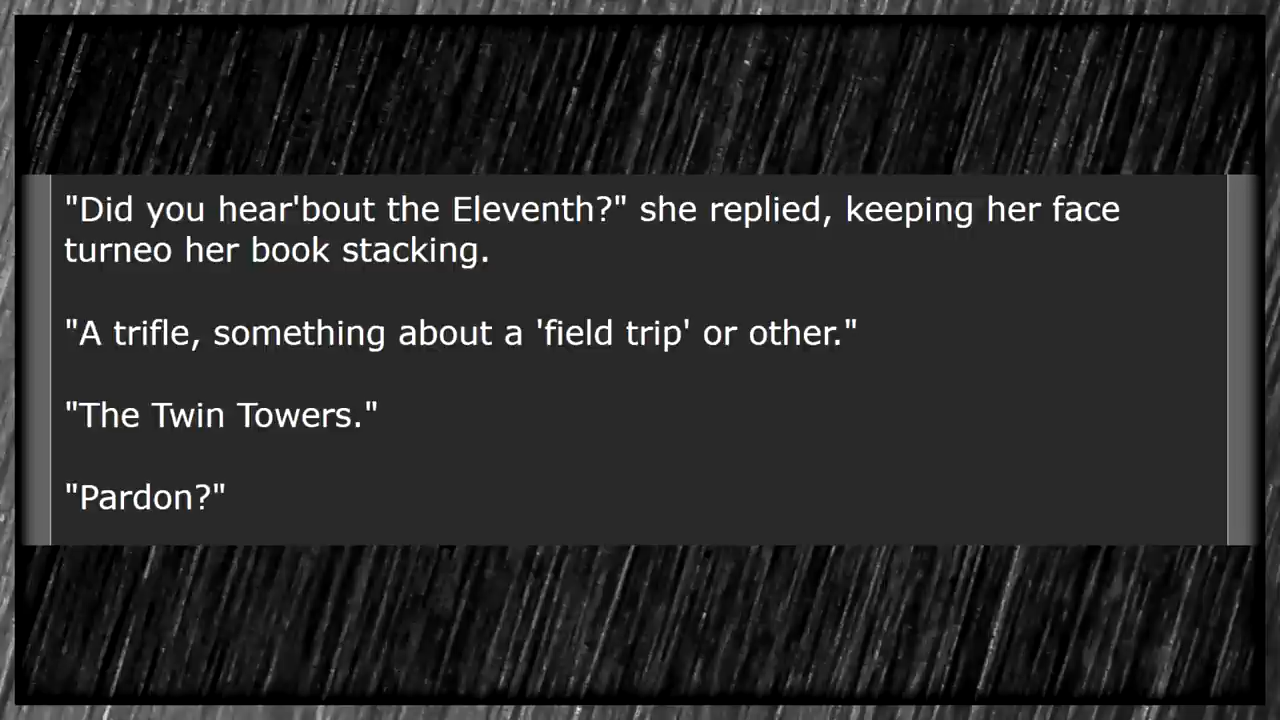 "Did you hear'bout the Eleventh?" she replied, keeping her face
turneo her book stacking.
"A trifle, something about a 'field trip' or other."
"The Twin Towers."
"Pardon?"